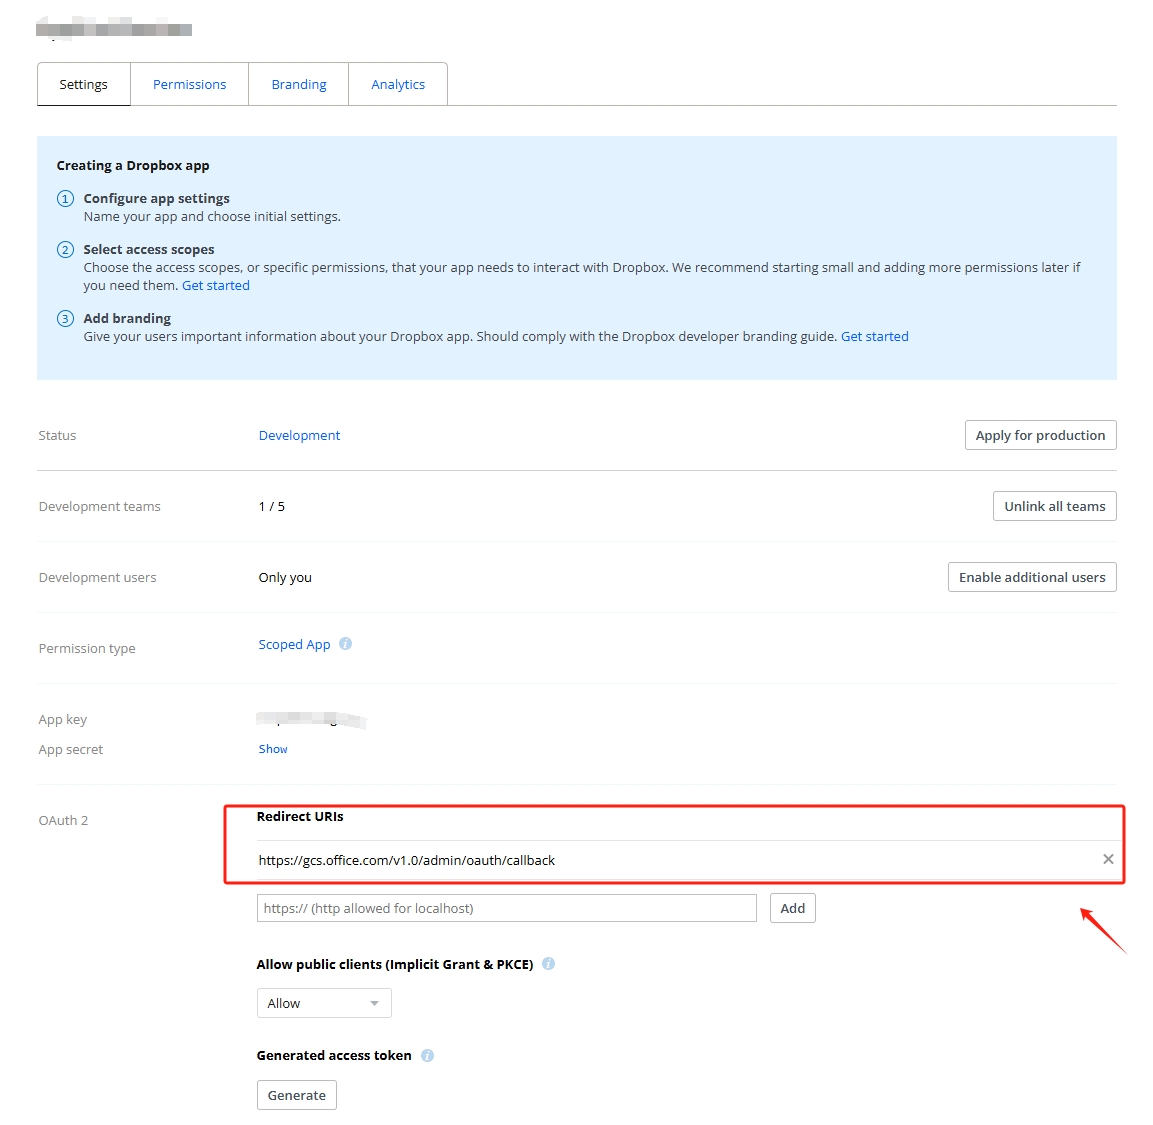 Settings
Permissions
Branding
Analytics
Creating a Dropbox app
1 Configure app settings
Name your app and choose initial settings.
2 Select access scopes
Choose the access scopes, or specific permissions, that your app needs to interact with Dropbox. We recommend starting small and adding more permissions later if
you need them. Get started
3 Add branding
Give your users important information about your Dropbox app. Should comply with the Dropbox developer branding guide. Get started
Status Development Apply for production
Development teams 1 / 5 Unlink all teams
Development users Only you Enable additional users
Permission type Scoped App
App key
App secret Show
OAuth 2 Redirect URIs
https://gcs.office.com/v1.0/admin/oauth/callback
https:// (http allowed for localhost) Add
Allow public clients (Implicit Grant & PKCE)
Allow
Generated access token
Generate